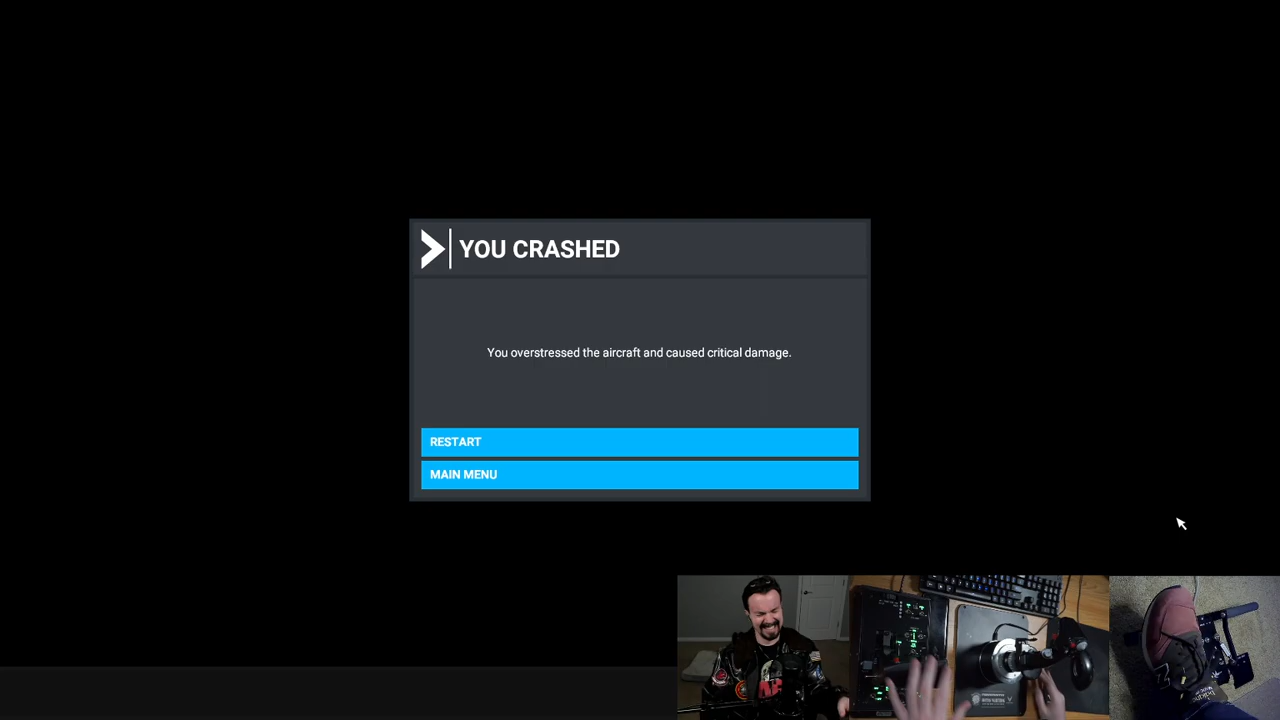 YOU CRASHED
You overstressed the aircraft and caused critical damage.
RESTART
MAIN MENU